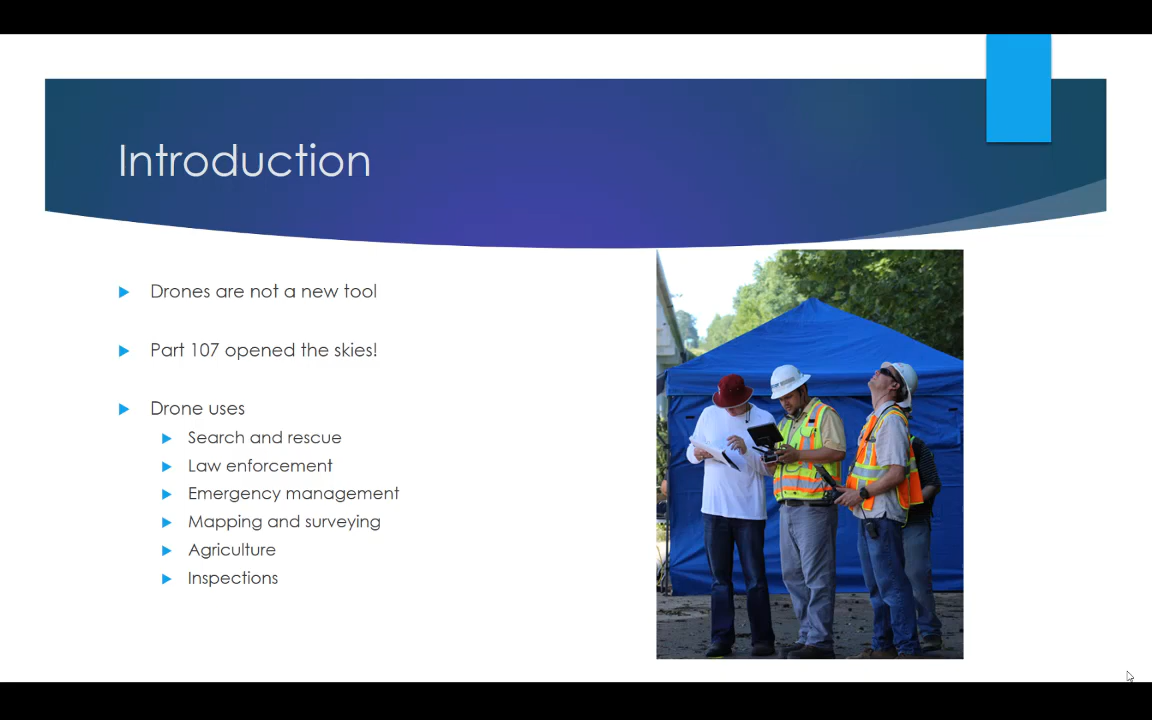 Introduction
Drones are not a new tool
Part 107 opened the skies!
Drone uses
Search and rescue
Law enforcement
Emergency management
Mapping and surveying
Agriculture
Inspections